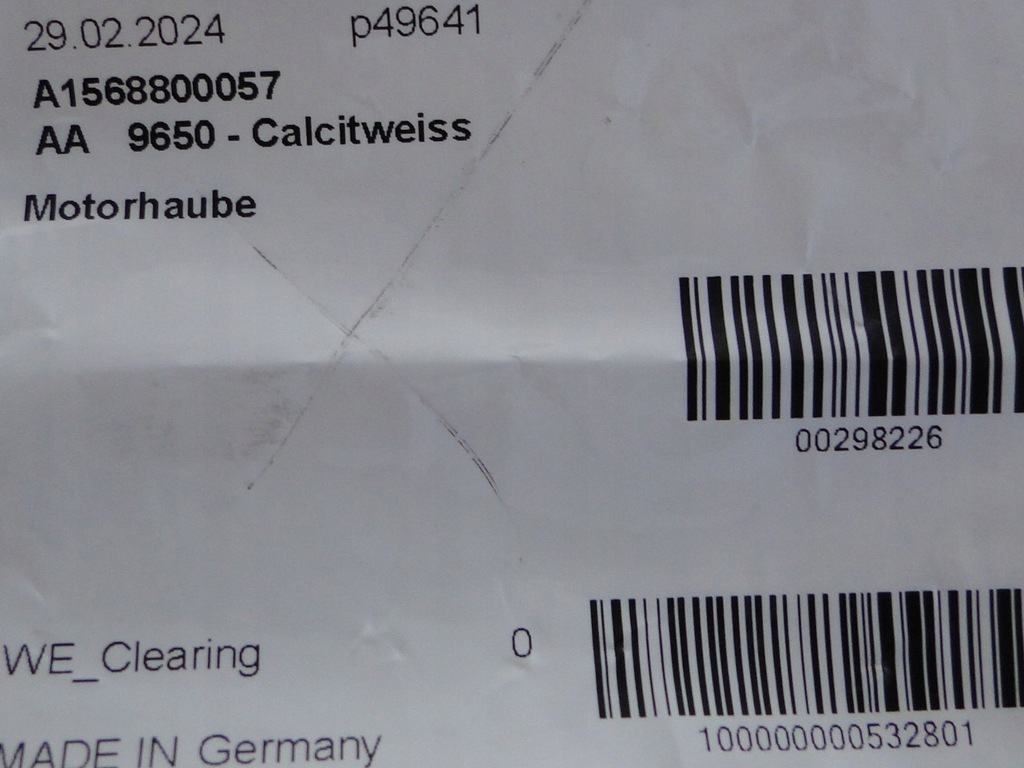 29.02.2024 p49641
A1568800057
AA 9650 - Calcitweiss
Motorhaube
00298226
WE_Clearing 0
100000000532801
MADE IN Germany